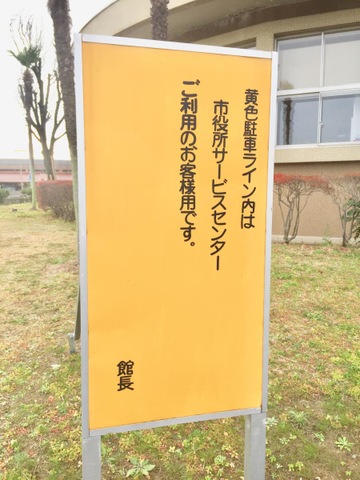 黄色駐車ライン内は
市役所サービスセンター
ご利用のお客様用です。
館長